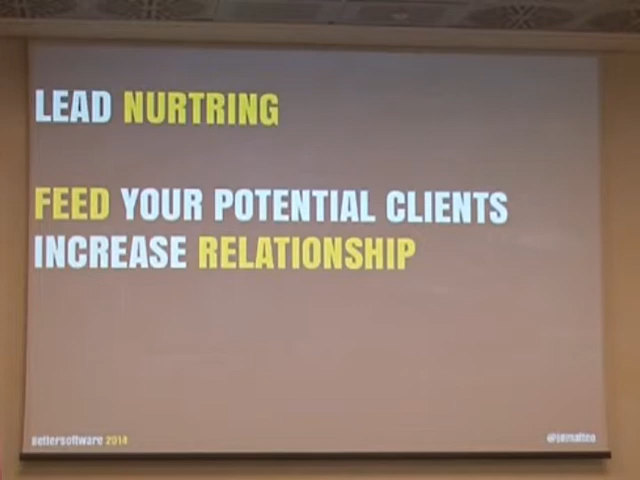 LEAD NURTRING
FEED YOUR POTENTIAL CLIENTS
INCREASE RELATIONSHIP
Bettersoftware 2014